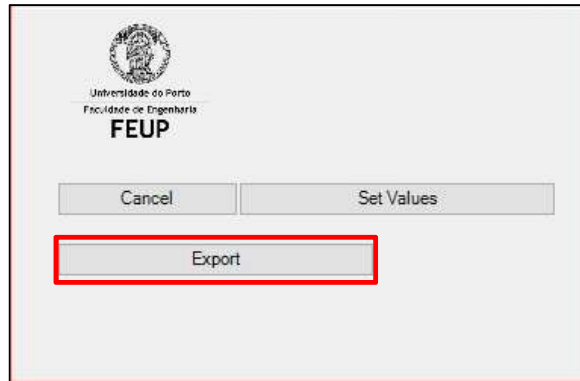 Universidade do Porto
Faculdade de Engenharia
FEUP
Cancel
Set Values
Export